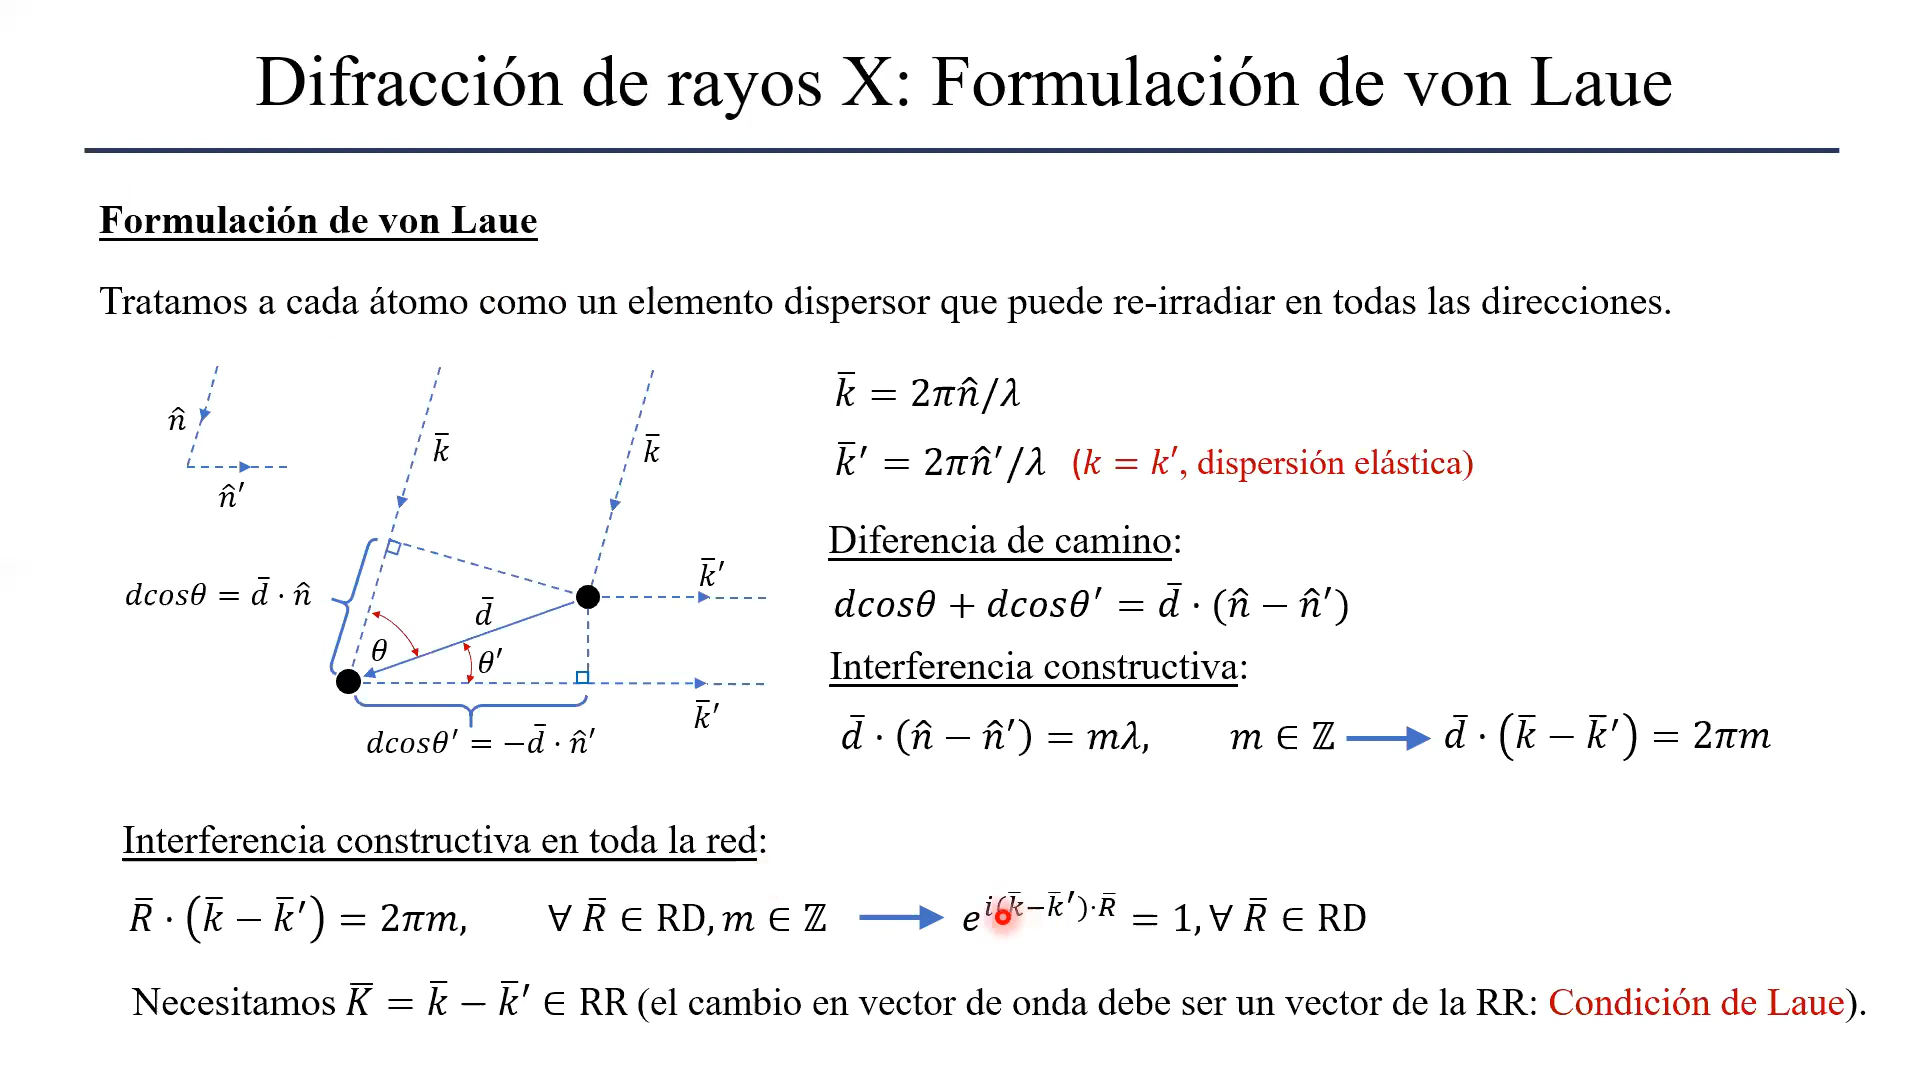 Difracción de rayos X: Formulación de von Laue
Formulación de von Laue
Tratamos a cada átomo como un elemento dispersor que puede re-irradiar en todas las direcciones.
n̂
n̂′
k̄
k̄
dcosθ = d̄ · n̂
θ
d̄
θ′
k̄′
k̄′
dcosθ′ = −d̄ · n̂′
k̄ = 2πn̂/λ
k̄′ = 2πn̂′/λ (k = k′, dispersión elástica)
Diferencia de camino:
dcosθ + dcosθ′ = d̄ · (n̂ − n̂′)
Interferencia constructiva:
d̄ · (n̂ − n̂′) = mλ, m ∈ ℤ d̄ · (k̄ − k̄′) = 2πm
Interferencia constructiva en toda la red:
R̄ · (k̄ − k̄′) = 2πm, ∀ R̄ ∈ RD, m ∈ ℤ e^{i(k̄−k̄′)·R̄} = 1, ∀ R̄ ∈ RD
Necesitamos K̄ = k̄ − k̄′ ∈ RR (el cambio en vector de onda debe ser un vector de la RR: Condición de Laue).